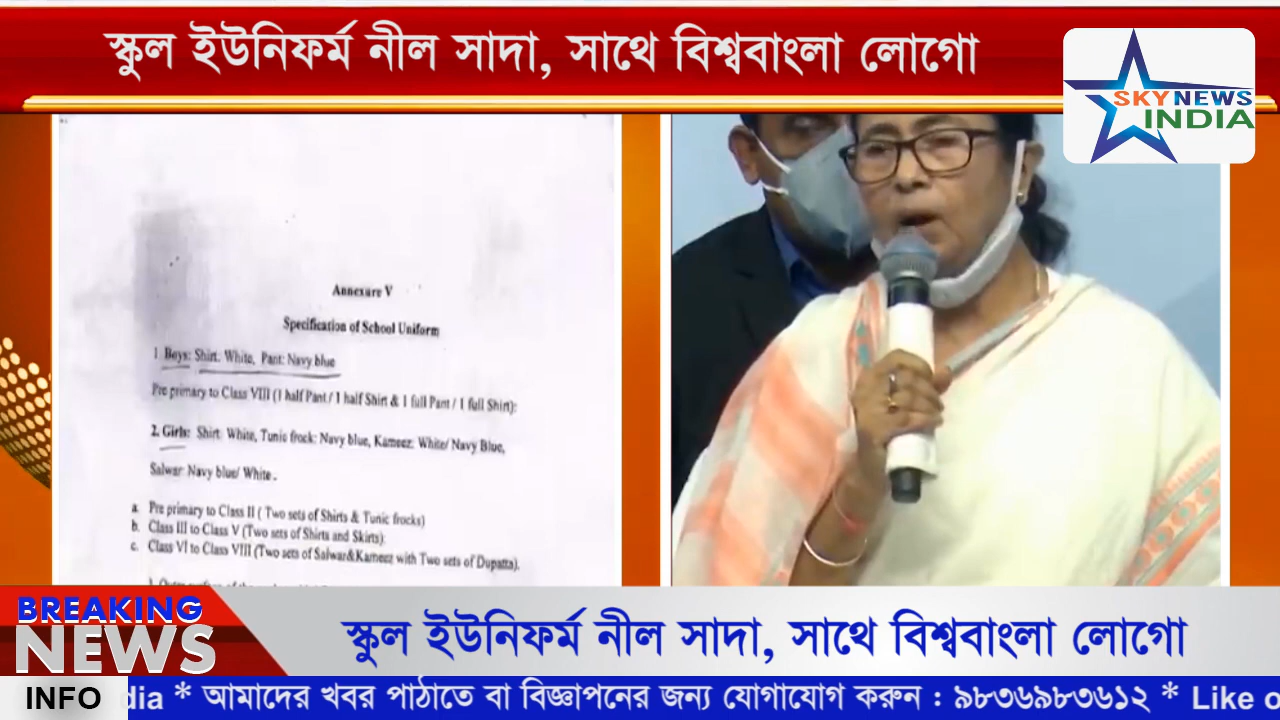 স্কুল ইউনিফর্ম নীল সাদা, সাথে বিশ্ববাংলা লোগো
SKYNEWS
INDIA
Annexure V
Specification of School Uniform
1. Boys: Shirt: White, Pant: Navy blue
Pre primary to Class VIII (1 half Pant / 1 half Shirt & 1 full Pant / 1 full Shirt):
2. Girls: Shirt: White, Tunic frock: Navy blue, Kameez: White/ Navy Blue,
Salwar: Navy blue/ White.
a. Pre primary to Class II ( Two sets of Shirts & Tunic frocks)
b. Class III to Class V (Two sets of Shirts and Skirts):
c. Class VI to Class VIII (Two sets of Salwar&Kameez with Two sets of Dupatta).
BREAKING
NEWS
স্কুল ইউনিফর্ম নীল সাদা, সাথে বিশ্ববাংলা লোগো
INFO
dia * আমাদের খবর পাঠাতে বা বিজ্ঞাপনের জন্য যোগাযোগ করুন : ৯৮৩৬৯৮৩৬১২ * Like o